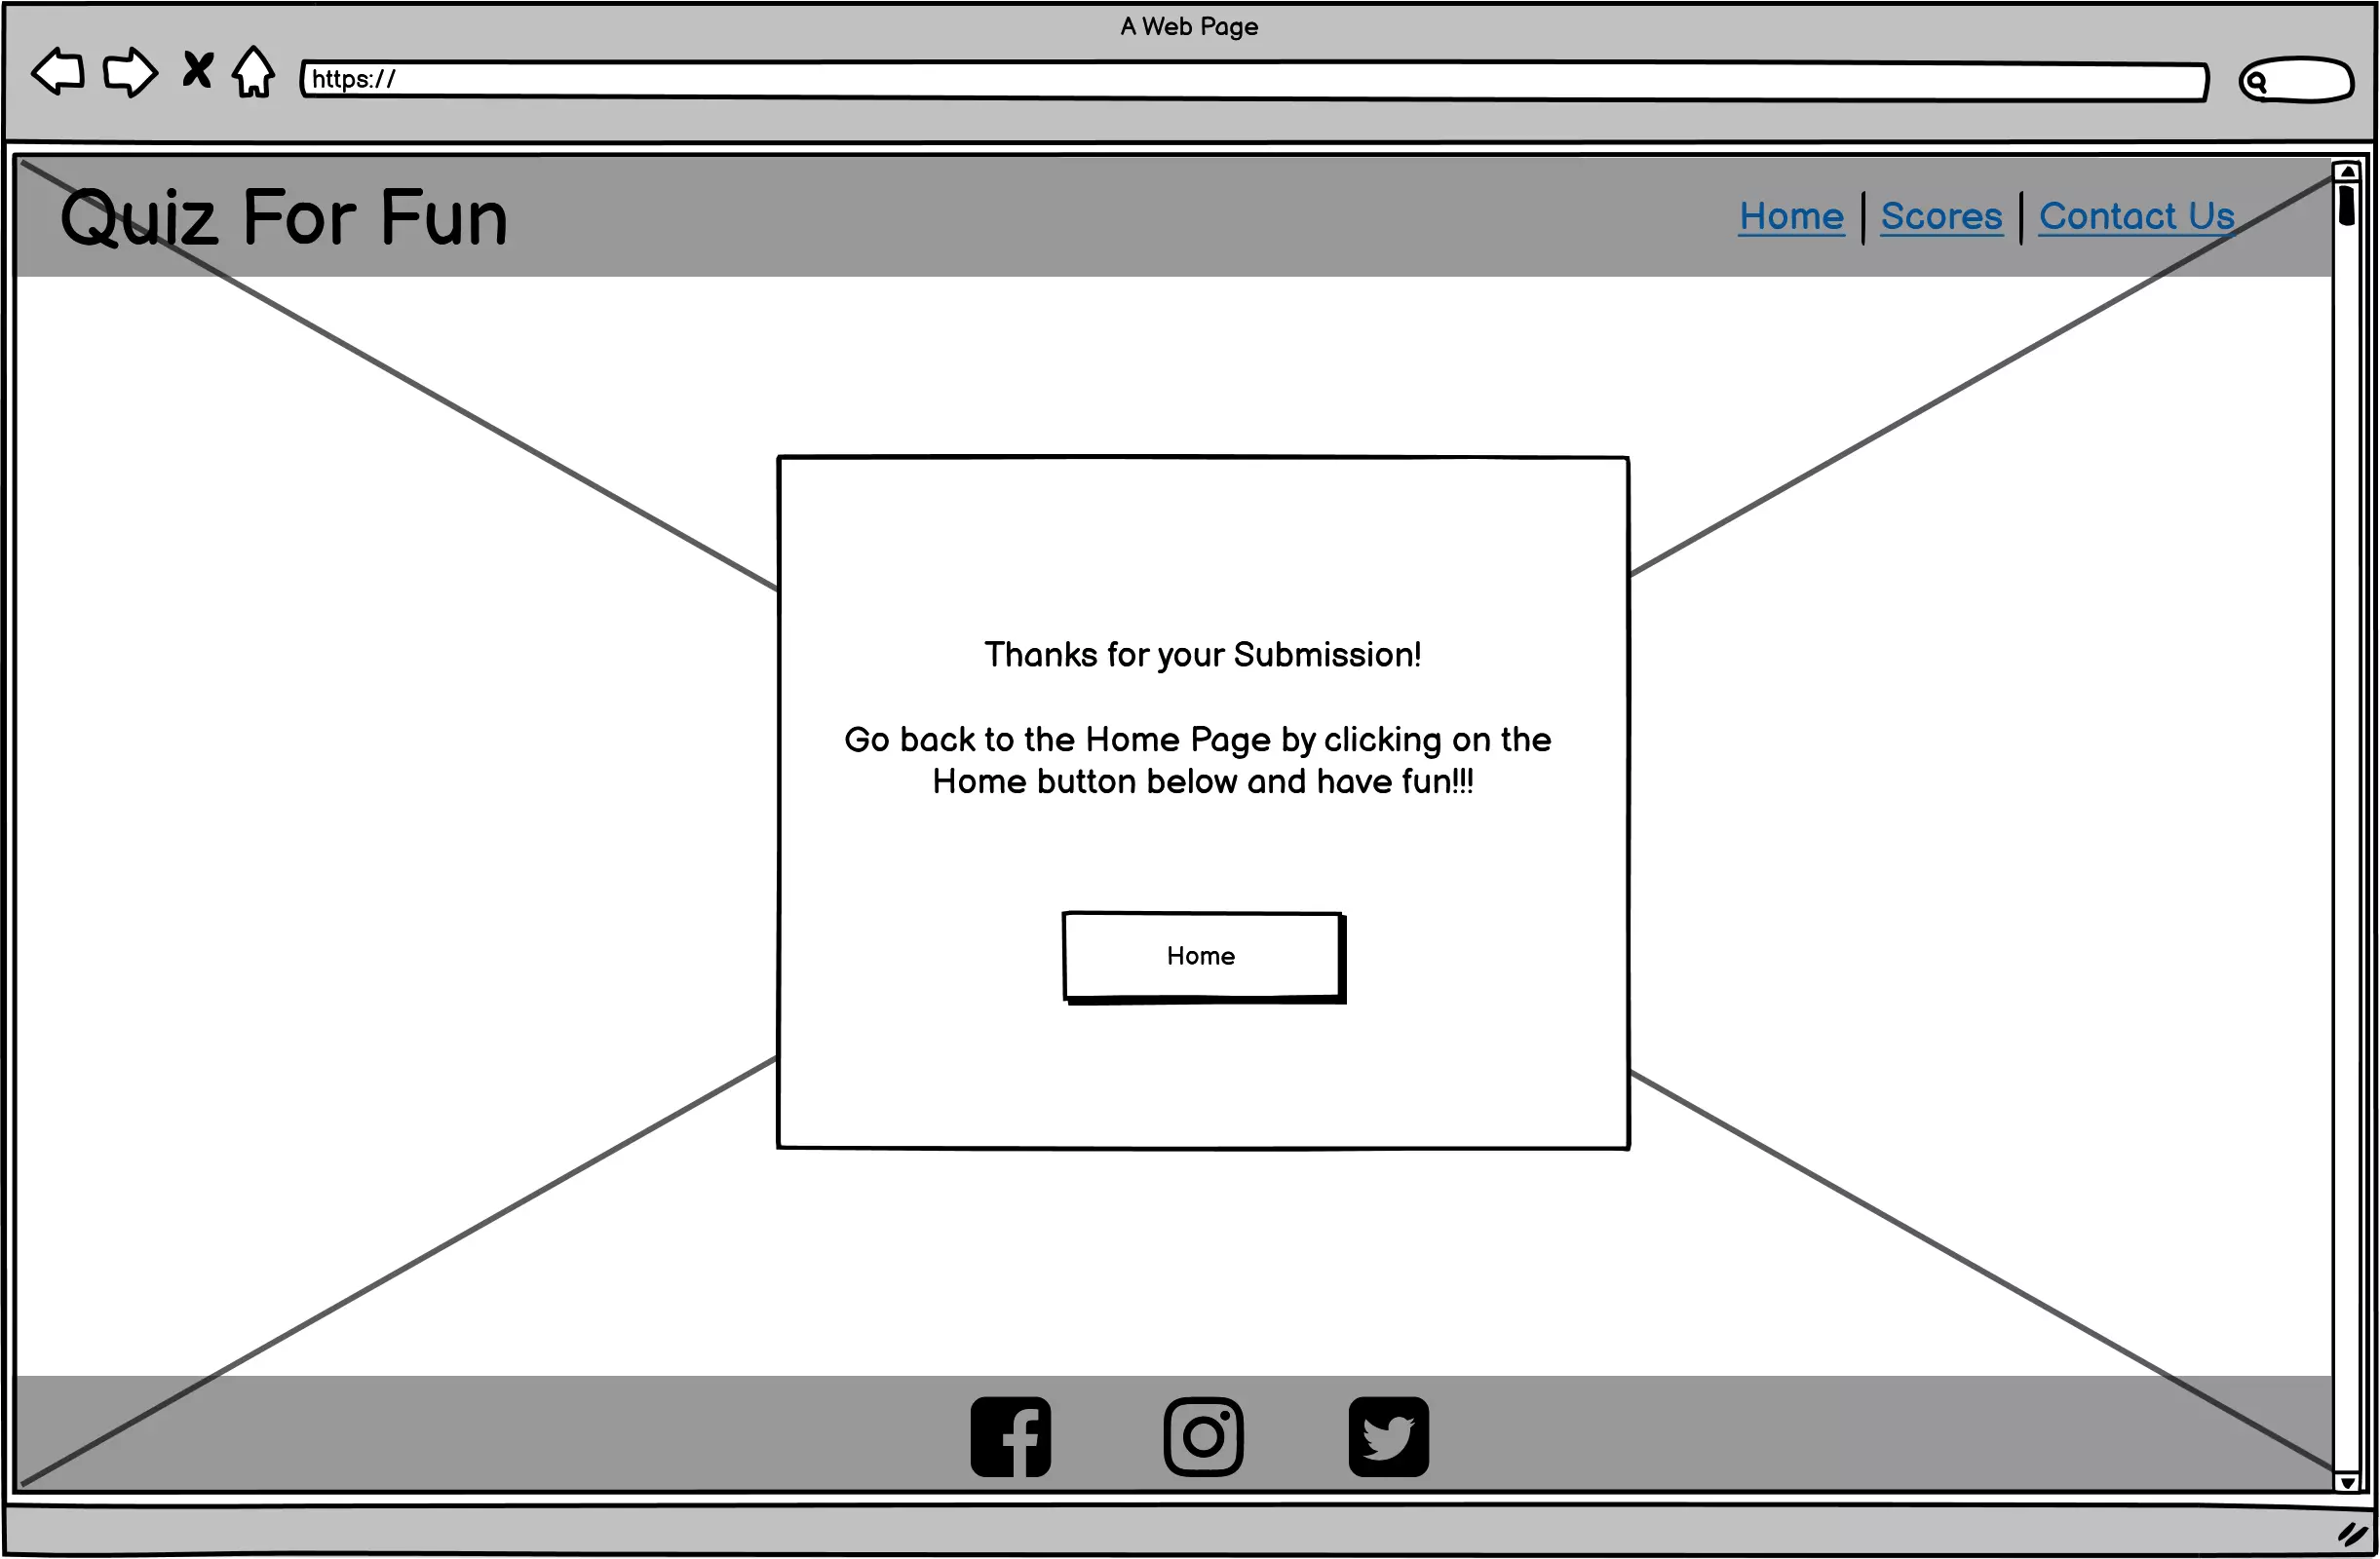 A Web Page
https://
Quiz For Fun
Home | Scores | Contact Us
Thanks for your Submission!
Go back to the Home Page by clicking on the
Home button below and have fun!!!
Home